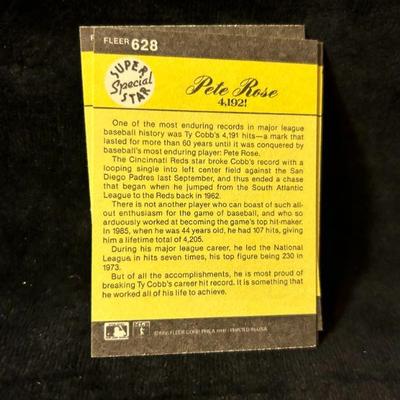 FLEER 628
SUPER
Special
STAR
Pete Rose
4,192!
One of the most enduring records in major league
baseball history was Ty Cobb's 4,191 hits—a mark that
lasted for more than 60 years until it was conquered by
baseball's most enduring player: Pete Rose.
The Cincinnati Reds star broke Cobb's record with a
looping single into left center field against the San
Diego Padres last September, and thus ended a chase
that began when he jumped from the South Atlantic
League to the Reds back in 1962.
There is not another player who can boast of such all-
out enthusiasm for the game of baseball, and who so
arduously worked at becoming the game's top hit-maker.
In 1985, when he was 44 years old, he had 107 hits, giving
him a lifetime total of 4,205.
During his major league career, he led the National
League in hits seven times, his top figure being 230 in
1973.
But of all the accomplishments, he is most proud of
breaking Ty Cobb's career hit record. It is something that
he worked all of his life to achieve.
FLEER CORP. PHILA.
PRINTED IN U.S.A.